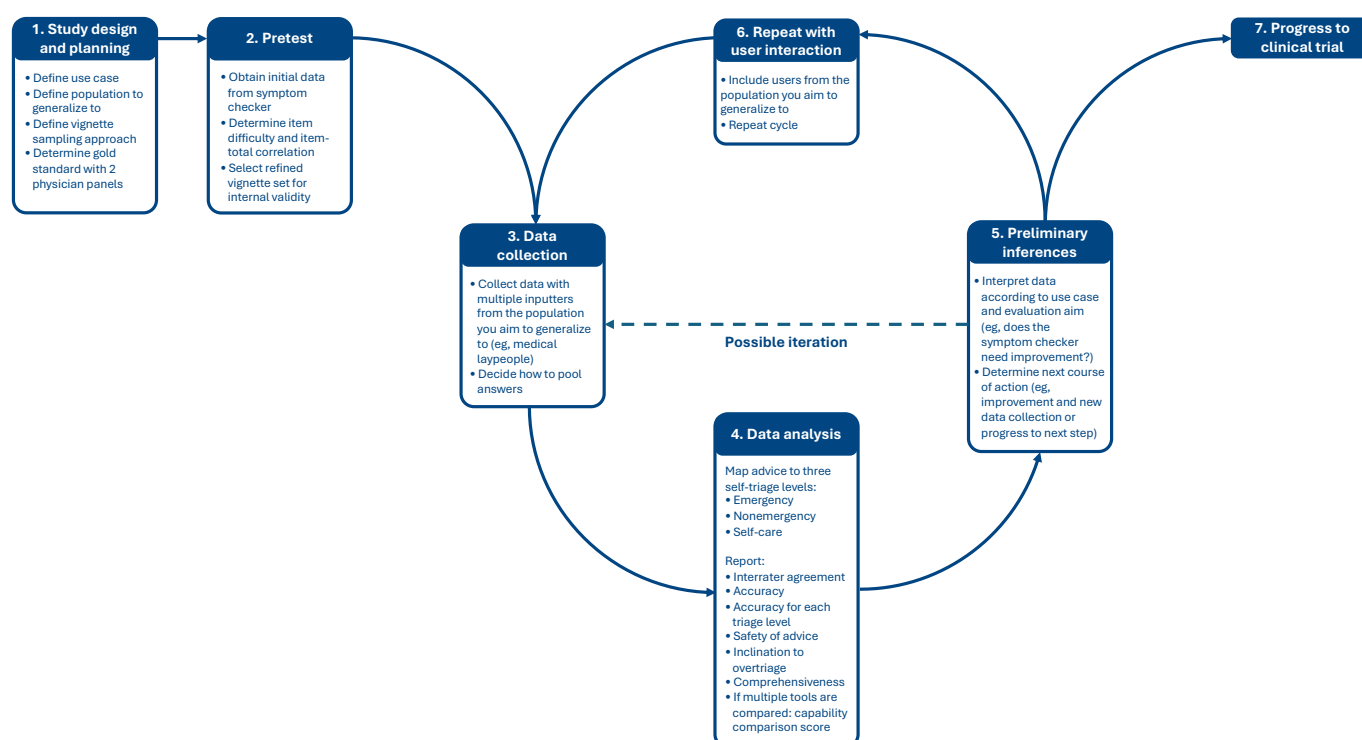 1. Study design
and planning
• Define use case
• Define population to
generalize to
• Define vignette
sampling approach
• Determine gold
standard with 2
physician panels
2. Pretest
• Obtain initial data
from symptom
checker
• Determine item
difficulty and item-
total correlation
• Select refined
vignette set for
internal validity
3. Data
collection
• Collect data with
multiple inputters
from the population
you aim to generalize
to (eg, medical
laypeople)
• Decide how to pool
answers
4. Data analysis
Map advice to three
self-triage levels:
• Emergency
• Nonemergency
• Self-care
Report:
• Interrater agreement
• Accuracy
• Accuracy for each
triage level
• Safety of advice
• Inclination to
overtriage
• Comprehensiveness
• If multiple tools are
compared: capability
comparison score
5. Preliminary
inferences
• Interpret data
according to use case
and evaluation aim
(eg, does the
symptom checker
need improvement?)
• Determine next course
of action (eg,
improvement and new
data collection or
progress to next step)
Possible iteration
6. Repeat with
user interaction
• Include users from the
population you aim to
generalize to
• Repeat cycle
7. Progress to
clinical trial